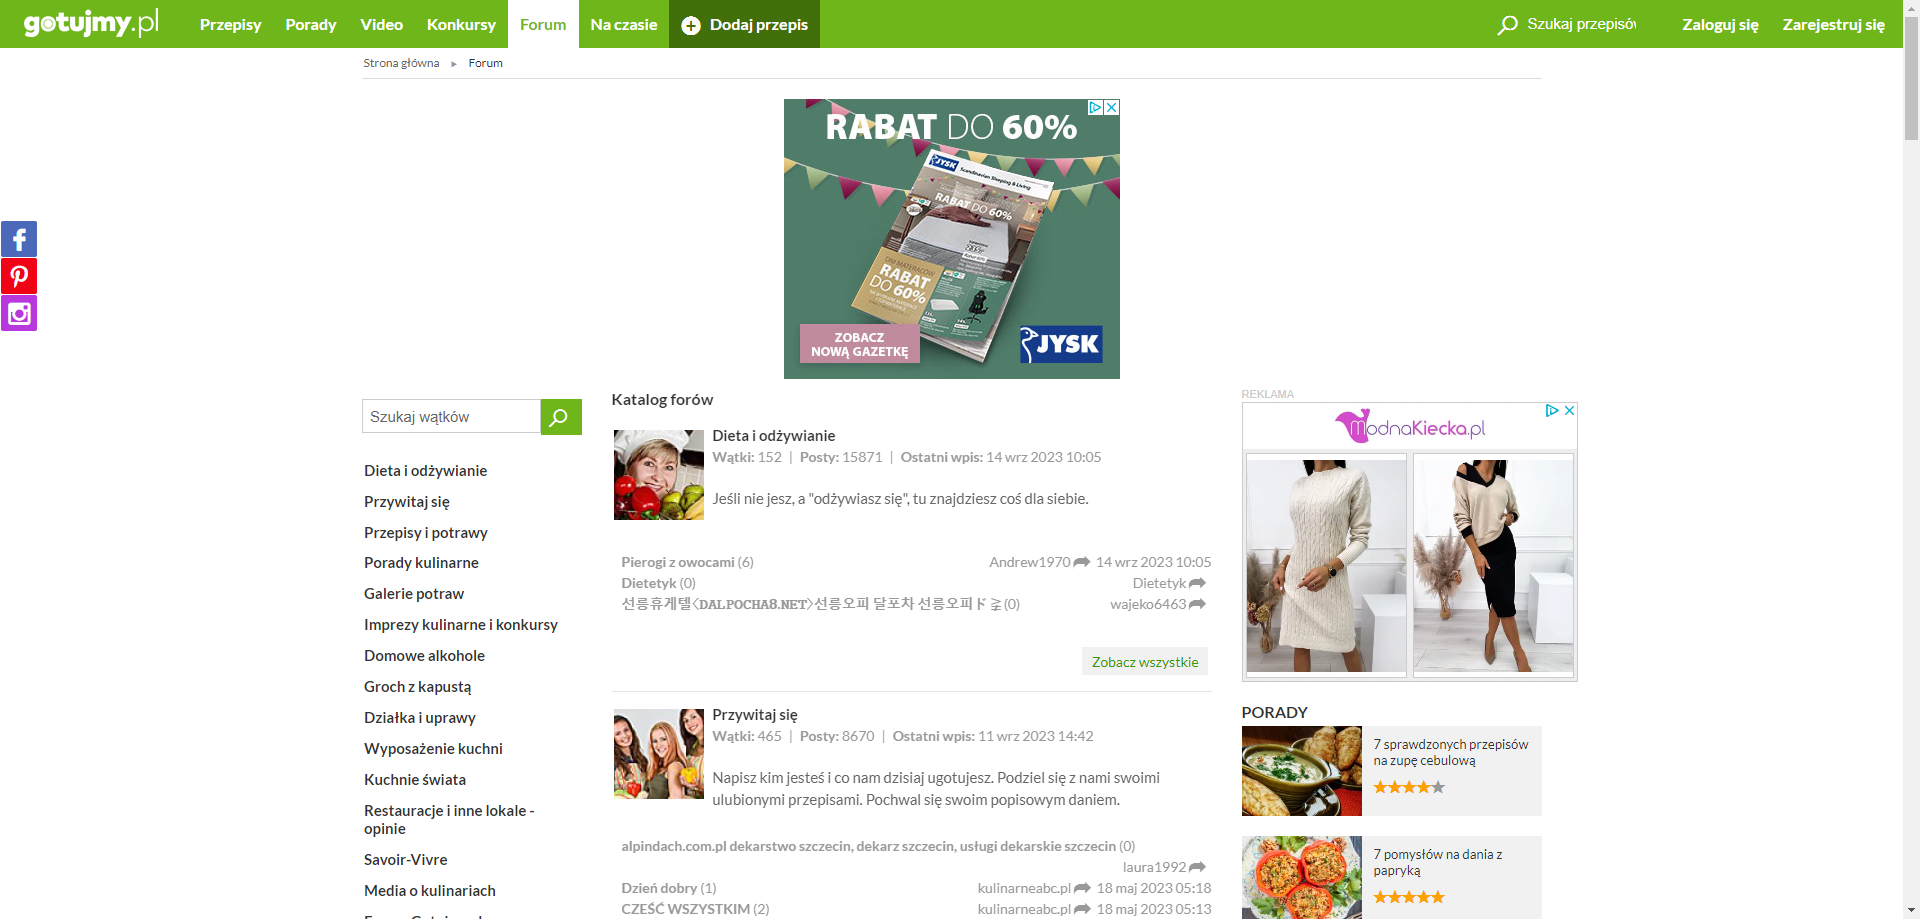 gotujmy.pl
Przepisy Porady Video Konkursy Forum Na czasie Dodaj przepis Szukaj przepisów Zaloguj się Zarejestruj się
Strona główna ▸ Forum
RABAT DO 60%
JYSK
Scandinavian Sleeping & Living
RABAT DO 60%
DNI MATERACÓW
RABAT
DO 60%
ZOBACZ
NOWĄ GAZETKĘ
JYSK
Szukaj wątków
Dieta i odżywianie
Przywitaj się
Przepisy i potrawy
Porady kulinarne
Galerie potraw
Imprezy kulinarne i konkursy
Domowe alkohole
Groch z kapustą
Działka i uprawy
Wyposażenie kuchni
Kuchnie świata
Restauracje i inne lokale -
opinie
Savoir-Vivre
Media o kulinariach
Katalog forów
Dieta i odżywianie
Wątki: 152 | Posty: 15871 | Ostatni wpis: 14 wrz 2023 10:05
Jeśli nie jesz, a "odżywiasz się", tu znajdziesz coś dla siebie.
Pierogi z owocami (6) Andrew1970 14 wrz 2023 10:05
Dietetyk (0) Dietetyk
선릉휴게텔〈DALPOCHA8.NET〉선릉오피 달포차 선릉오피ド⋧(0) wajeko6463
Zobacz wszystkie
Przywitaj się
Wątki: 465 | Posty: 8670 | Ostatni wpis: 11 wrz 2023 14:42
Napisz kim jesteś i co nam dzisiaj ugotujesz. Podziel się z nami swoimi
ulubionymi przepisami. Pochwal się swoim popisowym daniem.
alpindach.com.pl dekarstwo szczecin, dekarz szczecin, usługi dekarskie szczecin (0)
laura1992
Dzień dobry (1) kulinarneabc.pl 18 maj 2023 05:18
CZEŚĆ WSZYSTKIM (2) kulinarneabc.pl 18 maj 2023 05:13
REKLAMA
modnaKiecka.pl
PORADY
7 sprawdzonych przepisów
na zupę cebulową
7 pomysłów na dania z
papryką